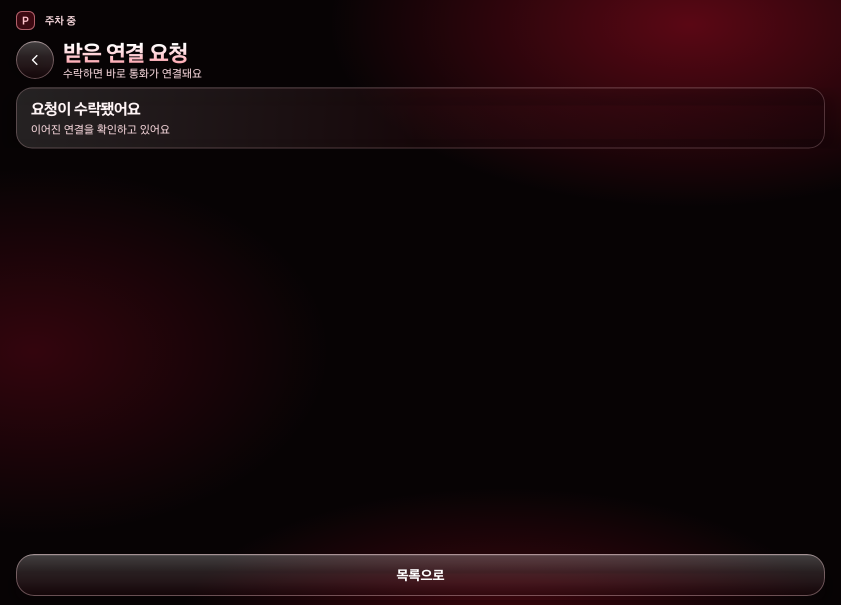 P 주차 중
받은 연결 요청
수락하면 바로 통화가 연결돼요
요청이 수락됐어요
이어진 연결을 확인하고 있어요
목록으로